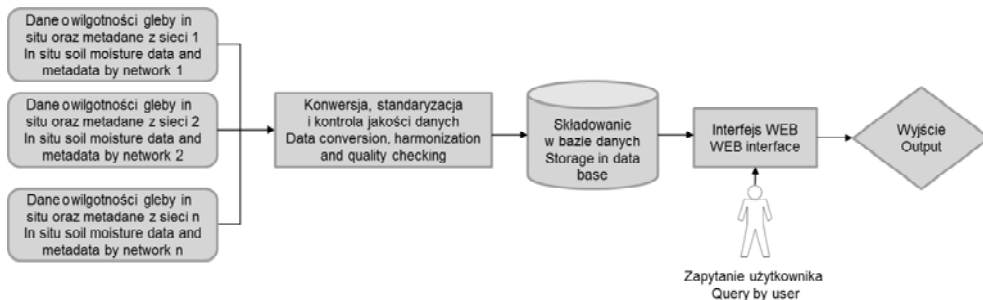 Dane o wilgotności gleby in
situ oraz metadane z sieci 1
In situ soil moisture data and
metadata by network 1
Dane o wilgotności gleby in
situ oraz metadane z sieci 2
In situ soil moisture data and
metadata by network 2
Dane o wilgotności gleby in
situ oraz metadane z sieci n
In situ soil moisture data and
metadata by network n
Konwersja, standaryzacja
i kontrola jakości danych
Data conversion, harmonization
and quality checking
Składowanie
w bazie danych
Storage in data
base
Interfejs WEB
WEB interface
Wyjście
Output
Zapytanie użytkownika
Query by user